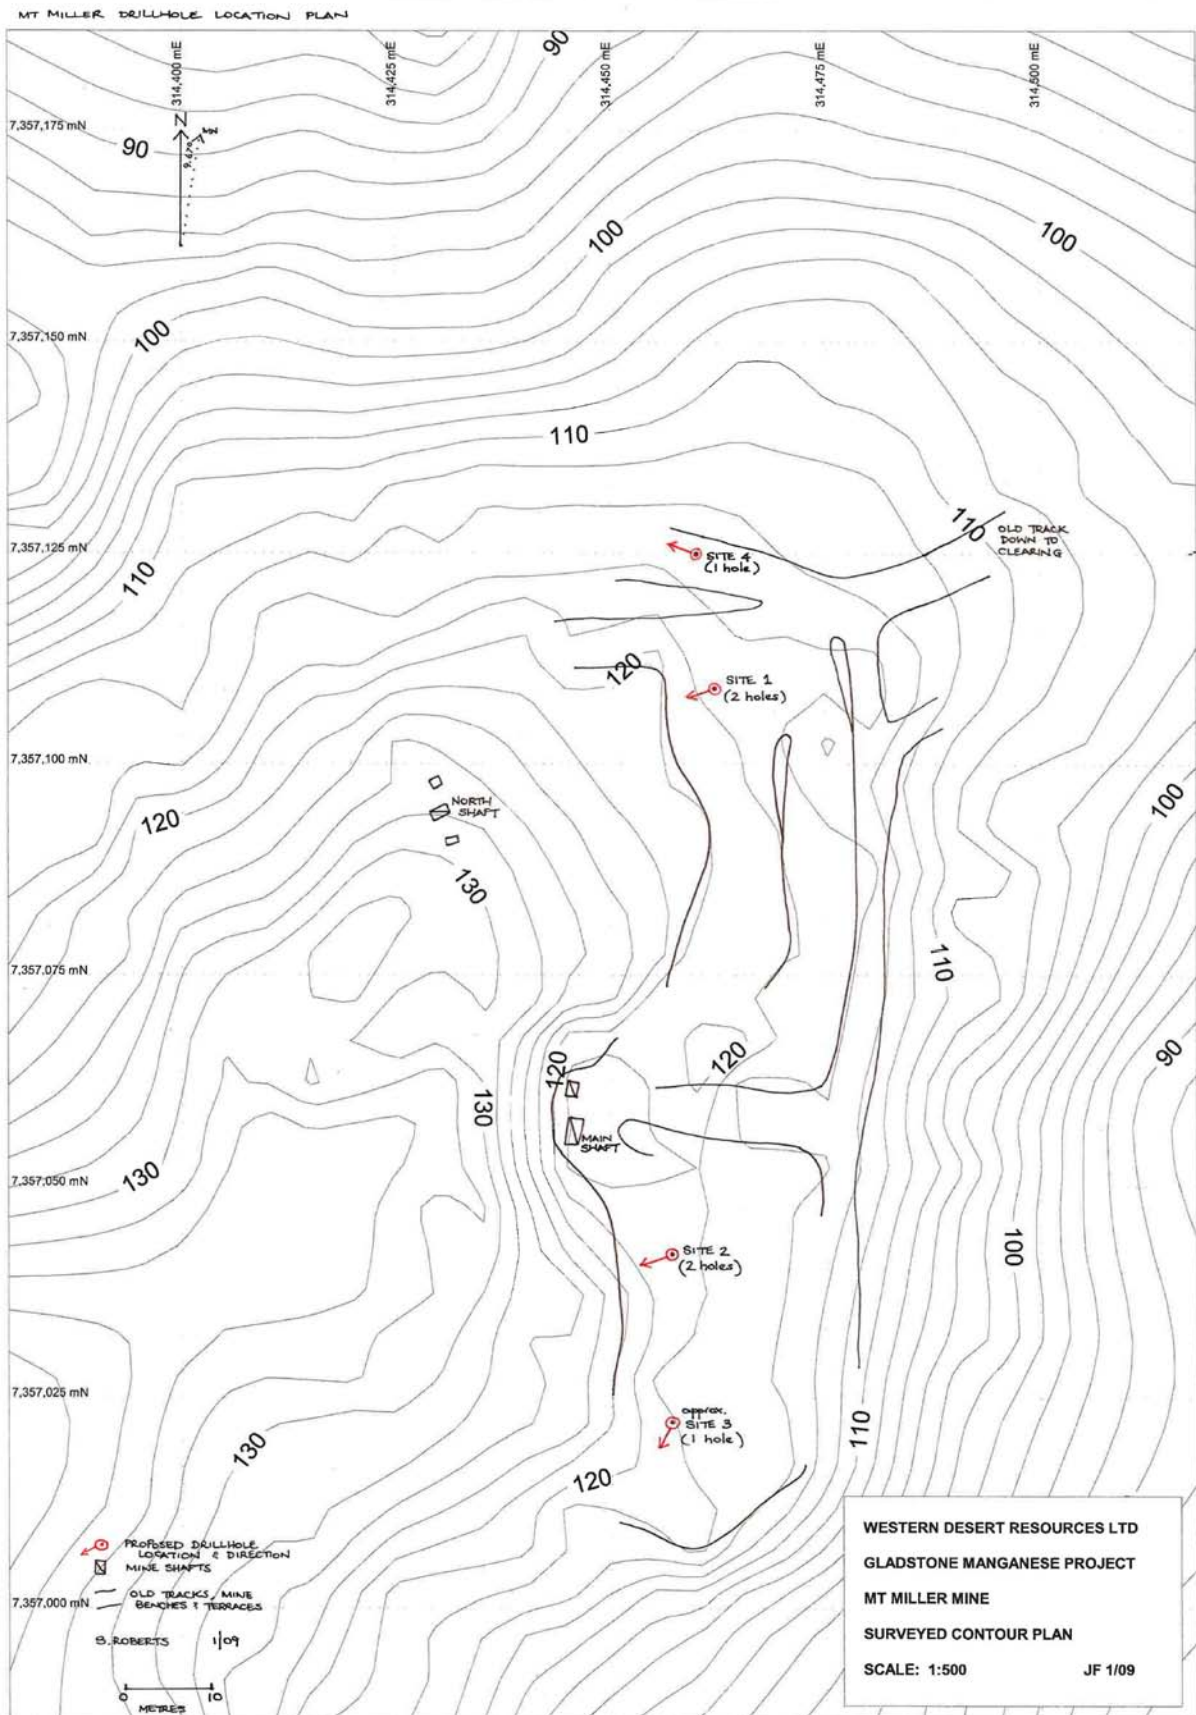 MT MILLER DRILLHOLE LOCATION PLAN
314,400 mE
314,425 mE
314,450 mE
314,475 mE
314,500 mE
90
7,357,175 mN
N
MN
90
100
100
7,357,150 mN
100
110
110
OLD TRACK
DOWN TO
CLEARING
7,357,125 mN
SITE 4
(1 hole)
110
120
SITE 1
(2 holes)
7,357,100 mN
NORTH
SHAFT
100
120
130
7,357,075 mN
110
120
120
90
130
MAIN
SHAFT
130
7,357,050 mN
SITE 2
(2 holes)
100
7,357,025 mN
approx.
SITE 3
(1 hole)
110
130
120
PROPOSED DRILLHOLE
LOCATION & DIRECTION
MINE SHAFTS
OLD TRACKS, MINE
BENCHES & TERRACES
7,357,000 mN
S. ROBERTS 1/09
0 10
METRES
WESTERN DESERT RESOURCES LTD
GLADSTONE MANGANESE PROJECT
MT MILLER MINE
SURVEYED CONTOUR PLAN
SCALE: 1:500 JF 1/09